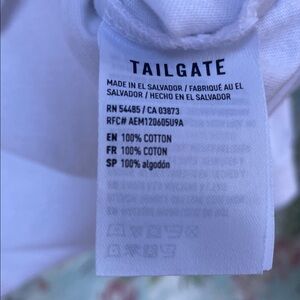 TAILGATE
MADE IN EL SALVADOR / FABRIQUÉ AU EL
SALVADOR / HECHO EN EL SALVADOR
RN 54485 / CA 03873
RFC# AEM120605U9A
EN 100% COTTON
FR 100% COTON
SP 100% algodón